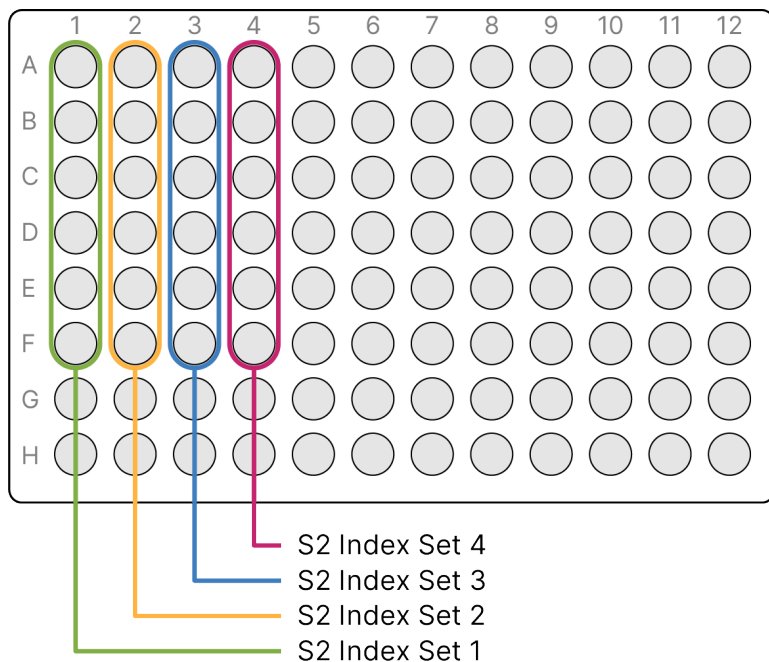 1 2 3 4 5 6 7 8 9 10 11 12
A
B
C
D
E
F
G
H
S2 Index Set 4
S2 Index Set 3
S2 Index Set 2
S2 Index Set 1